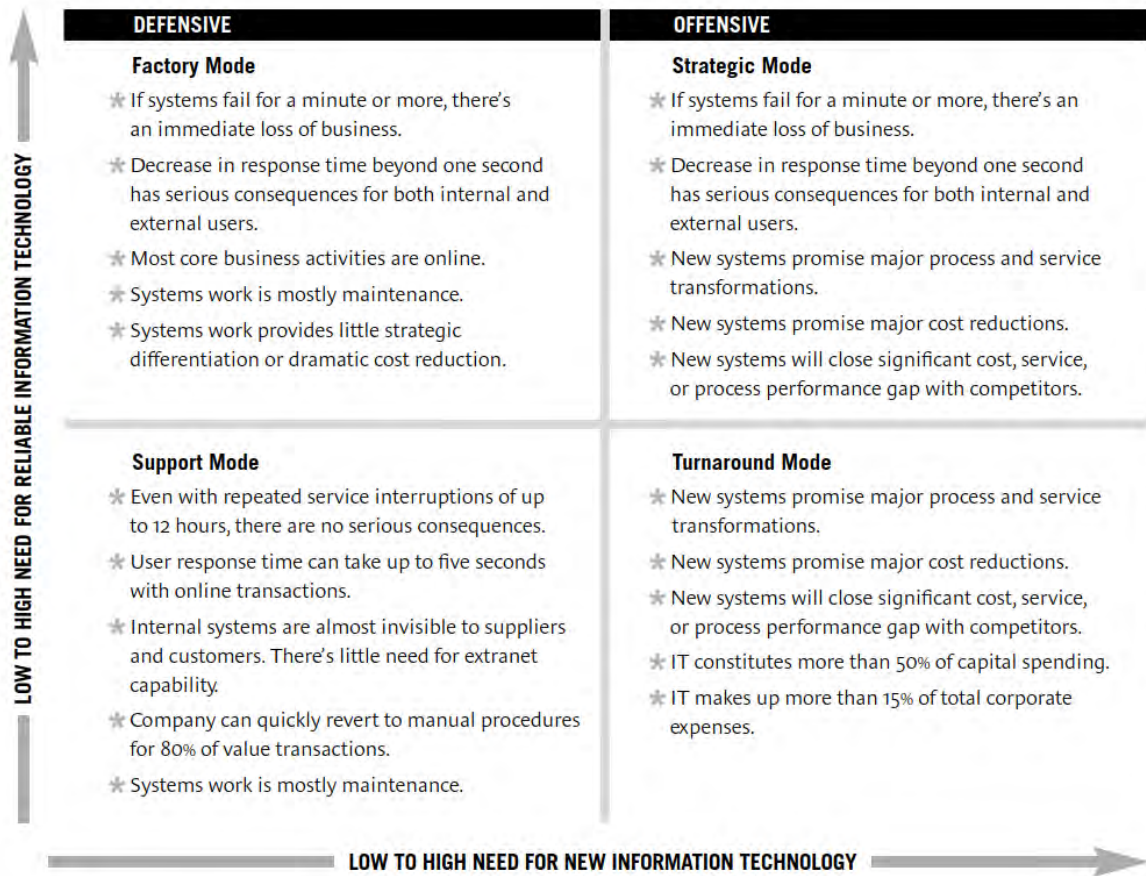 DEFENSIVE
Factory Mode
* If systems fail for a minute or more, there's
an immediate loss of business.
* Decrease in response time beyond one second
has serious consequences for both internal and
external users.
* Most core business activities are online.
* Systems work is mostly maintenance.
* Systems work provides little strategic
differentiation or dramatic cost reduction.
OFFENSIVE
Strategic Mode
* If systems fail for a minute or more, there's an
immediate loss of business.
* Decrease in response time beyond one second
has serious consequences for both internal and
external users.
* New systems promise major process and service
transformations.
* New systems promise major cost reductions.
* New systems will close significant cost, service,
or process performance gap with competitors.
Support Mode
* Even with repeated service interruptions of up
to 12 hours, there are no serious consequences.
* User response time can take up to five seconds
with online transactions.
* Internal systems are almost invisible to suppliers
and customers. There's little need for extranet
capability.
* Company can quickly revert to manual procedures
for 80% of value transactions.
* Systems work is mostly maintenance.
Turnaround Mode
* New systems promise major process and service
transformations.
* New systems promise major cost reductions.
* New systems will close significant cost, service,
or process performance gap with competitors.
* IT constitutes more than 50% of capital spending.
* IT makes up more than 15% of total corporate
expenses.
LOW TO HIGH NEED FOR RELIABLE INFORMATION TECHNOLOGY
LOW TO HIGH NEED FOR NEW INFORMATION TECHNOLOGY